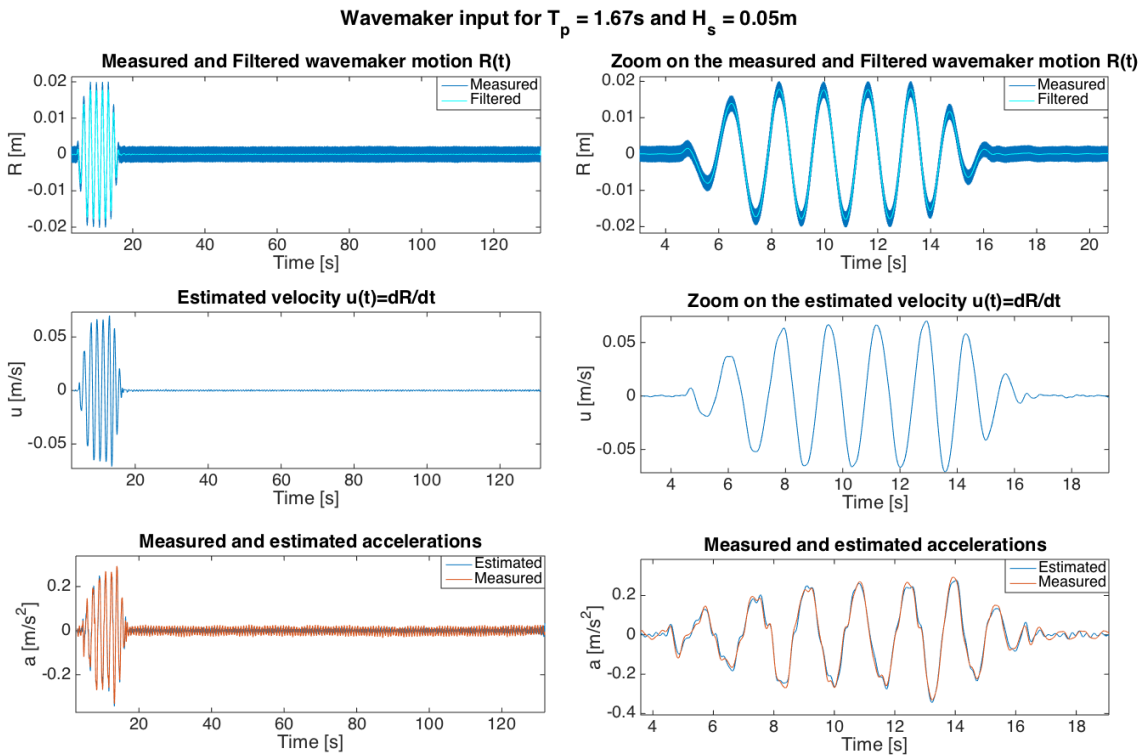 Wavemaker input for T_p = 1.67s and H_s = 0.05m
Measured and Filtered wavemaker motion R(t)
Measured
Filtered
R [m]
0.02
0.01
0
-0.01
-0.02
20 40 60 80 100 120
Time [s]
Zoom on the measured and Filtered wavemaker motion R(t)
Measured
Filtered
R [m]
0.02
0.01
0
-0.01
-0.02
4 6 8 10 12 14 16 18 20
Time [s]
Estimated velocity u(t)=dR/dt
u [m/s]
0.05
0
-0.05
20 40 60 80 100 120
Time [s]
Zoom on the estimated velocity u(t)=dR/dt
u [m/s]
0.05
0
-0.05
4 6 8 10 12 14 16 18
Time [s]
Measured and estimated accelerations
Estimated
Measured
a [m/s²]
0.2
0
-0.2
20 40 60 80 100 120
Time [s]
Measured and estimated accelerations
Estimated
Measured
a [m/s²]
0.2
0
-0.2
-0.4
4 6 8 10 12 14 16 18
Time [s]